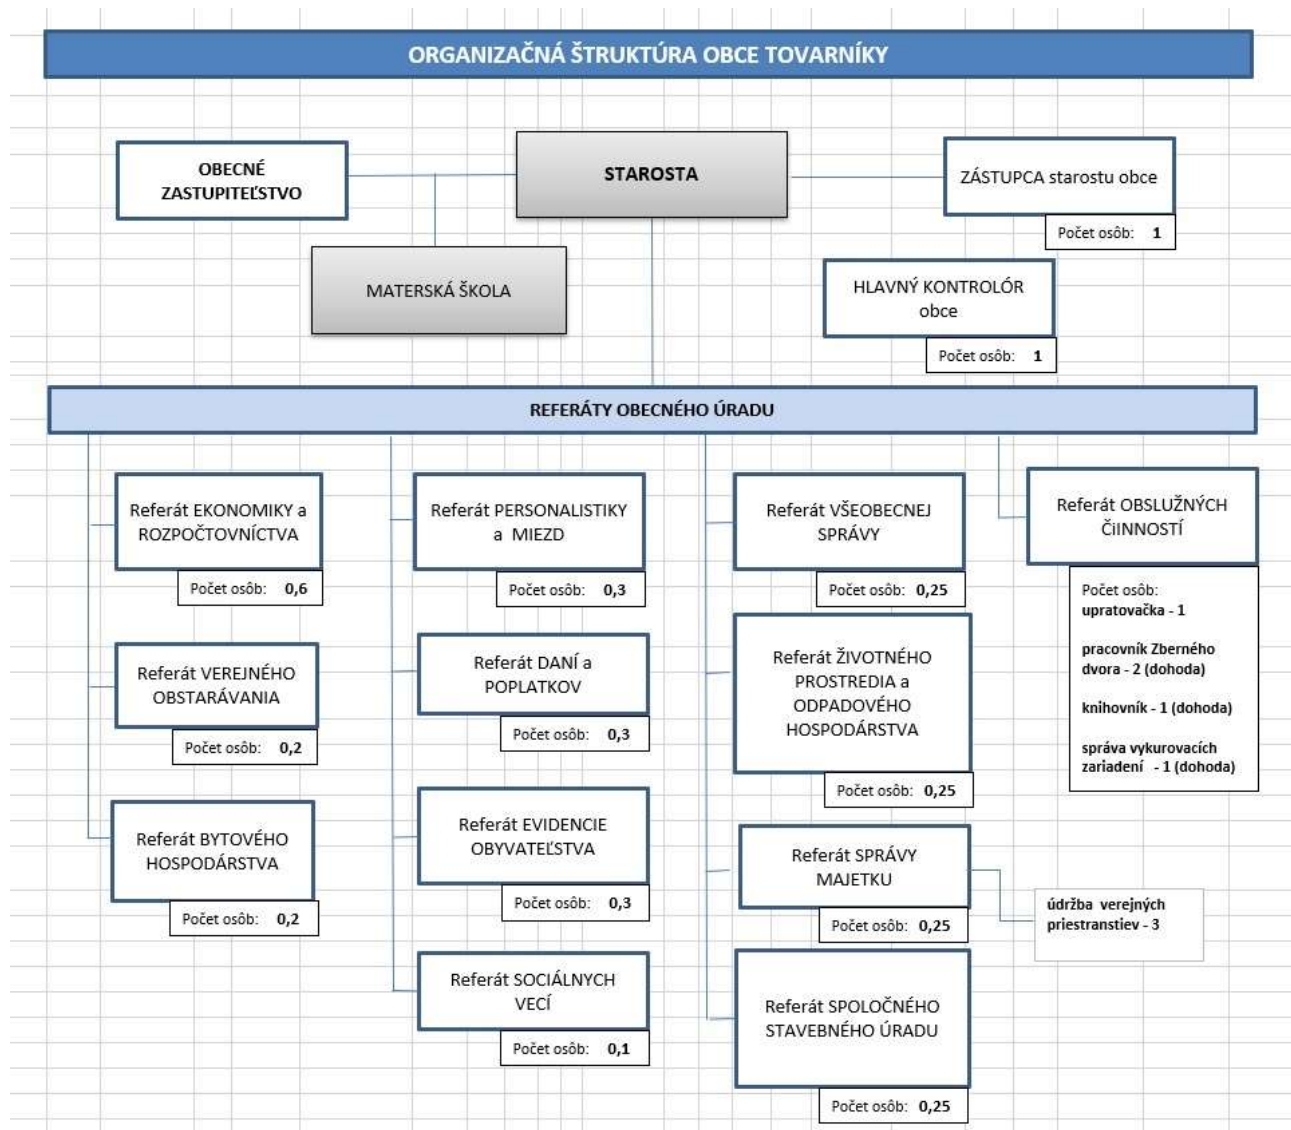 ORGANIZAČNÁ ŠTRUKTÚRA OBCE TOVARNÍKY
OBECNÉ
ZASTUPITEĽSTVO
STAROSTA
ZÁSTUPCA starostu obce
Počet osôb: 1
MATERSKÁ ŠKOLA
HLAVNÝ KONTROLÓR
obce
Počet osôb: 1
REFERÁTY OBECNÉHO ÚRADU
Referát EKONOMIKY a
ROZPOČTOVNÍCTVA
Počet osôb: 0,6
Referát VEREJNÉHO
OBSTARÁVANIA
Počet osôb: 0,2
Referát BYTOVÉHO
HOSPODÁRSTVA
Počet osôb: 0,2
Referát PERSONALISTIKY
a MIEZD
Počet osôb: 0,3
Referát DANÍ a
POPLATKOV
Počet osôb: 0,3
Referát EVIDENCIE
OBYVATEĽSTVA
Počet osôb: 0,3
Referát SOCIÁLNYCH
VECÍ
Počet osôb: 0,1
Referát VŠEOBECNEJ
SPRÁVY
Počet osôb: 0,25
Referát ŽIVOTNÉHO
PROSTREDIA a
ODPADOVÉHO
HOSPODÁRSTVA
Počet osôb: 0,25
Referát SPRÁVY
MAJETKU
Počet osôb: 0,25
údržba verejných
priestranstiev - 3
Referát SPOLOČNÉHO
STAVEBNÉHO ÚRADU
Počet osôb: 0,25
Referát OBSLUŽNÝCH
ČIINNOSTÍ
Počet osôb:
upratovačka - 1
pracovník Zberného
dvora - 2 (dohoda)
knihovník - 1 (dohoda)
správa vykurovacích
zariadení - 1 (dohoda)